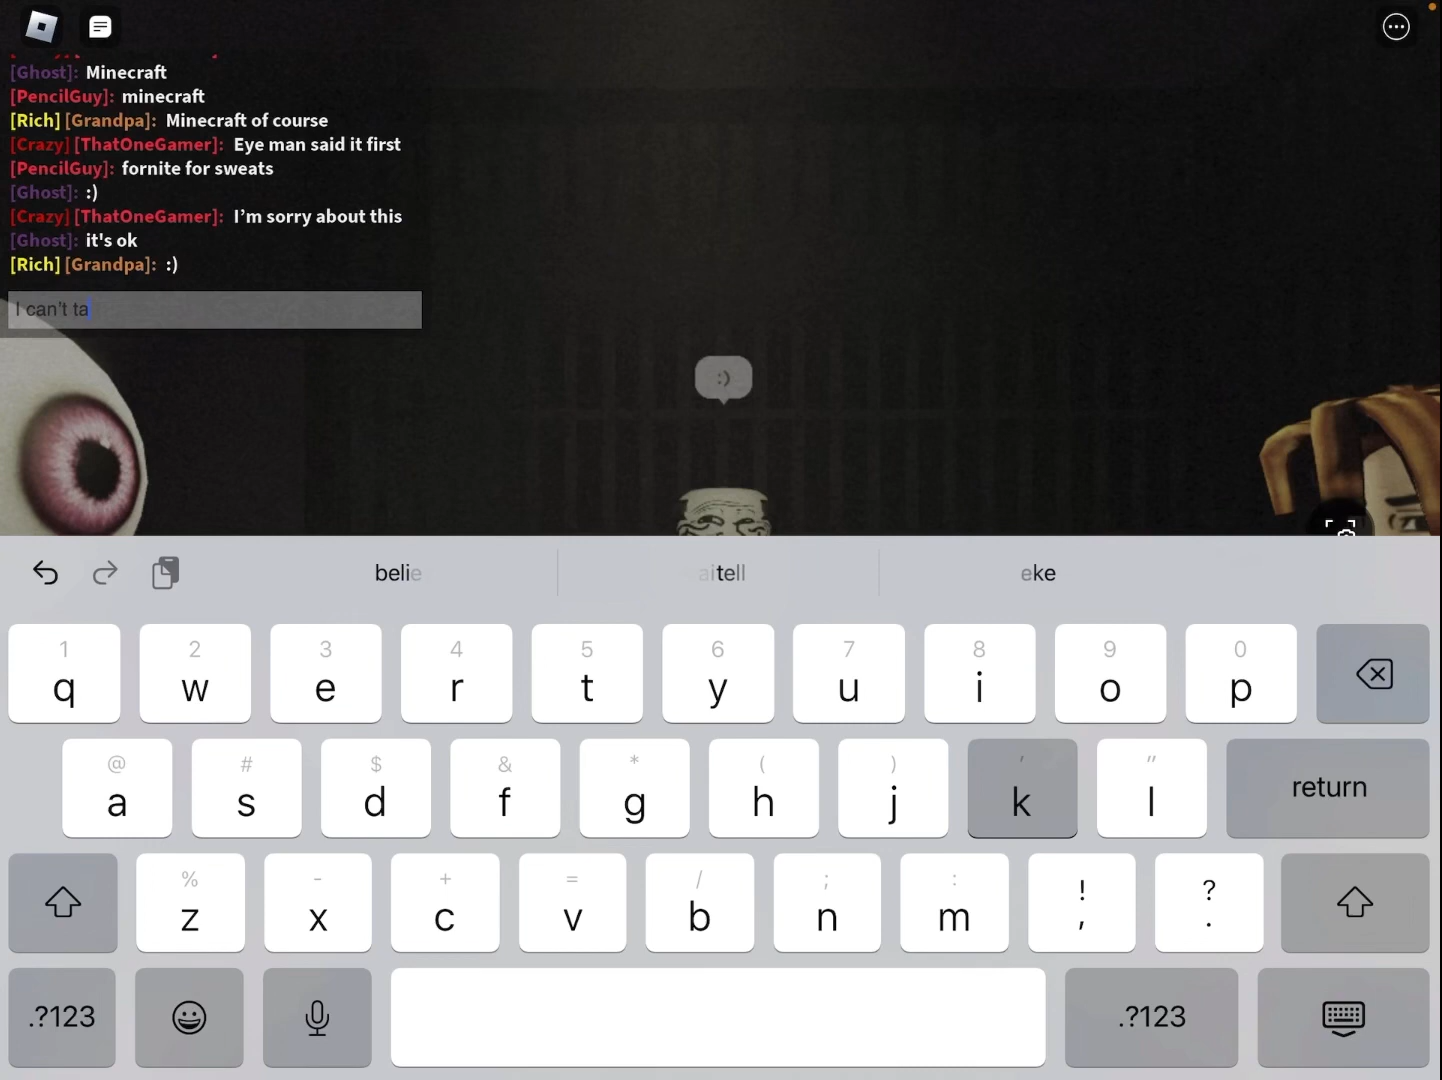 [Ghost]: Minecraft
[PencilGuy]: minecraft
[Rich] [Grandpa]: Minecraft of course
[Crazy] [ThatOneGamer]: Eye man said it first
[PencilGuy]: fornite for sweats
[Ghost]: :)
[Crazy] [ThatOneGamer]: I'm sorry about this
[Ghost]: it's ok
[Rich] [Grandpa]: :)
I can't ta
:)
belie tell eke
1 2 3 4 5 6 7 8 9 0
q w e r t y u i o p
@ # $ & * ( ) ' "
a s d f g h j k l return
% - + = / ; : ! ?
z x c v b n m , .
.?123 .?123